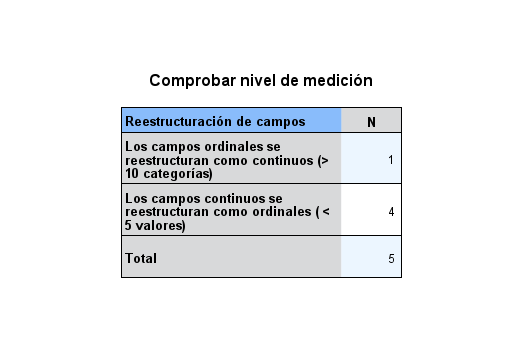 Comprobar nivel de medición
Reestructuración de campos N
Los campos ordinales se
reestructuran como continuos (>
10 categorías) 1
Los campos continuos se
reestructuran como ordinales ( <
5 valores) 4
Total 5